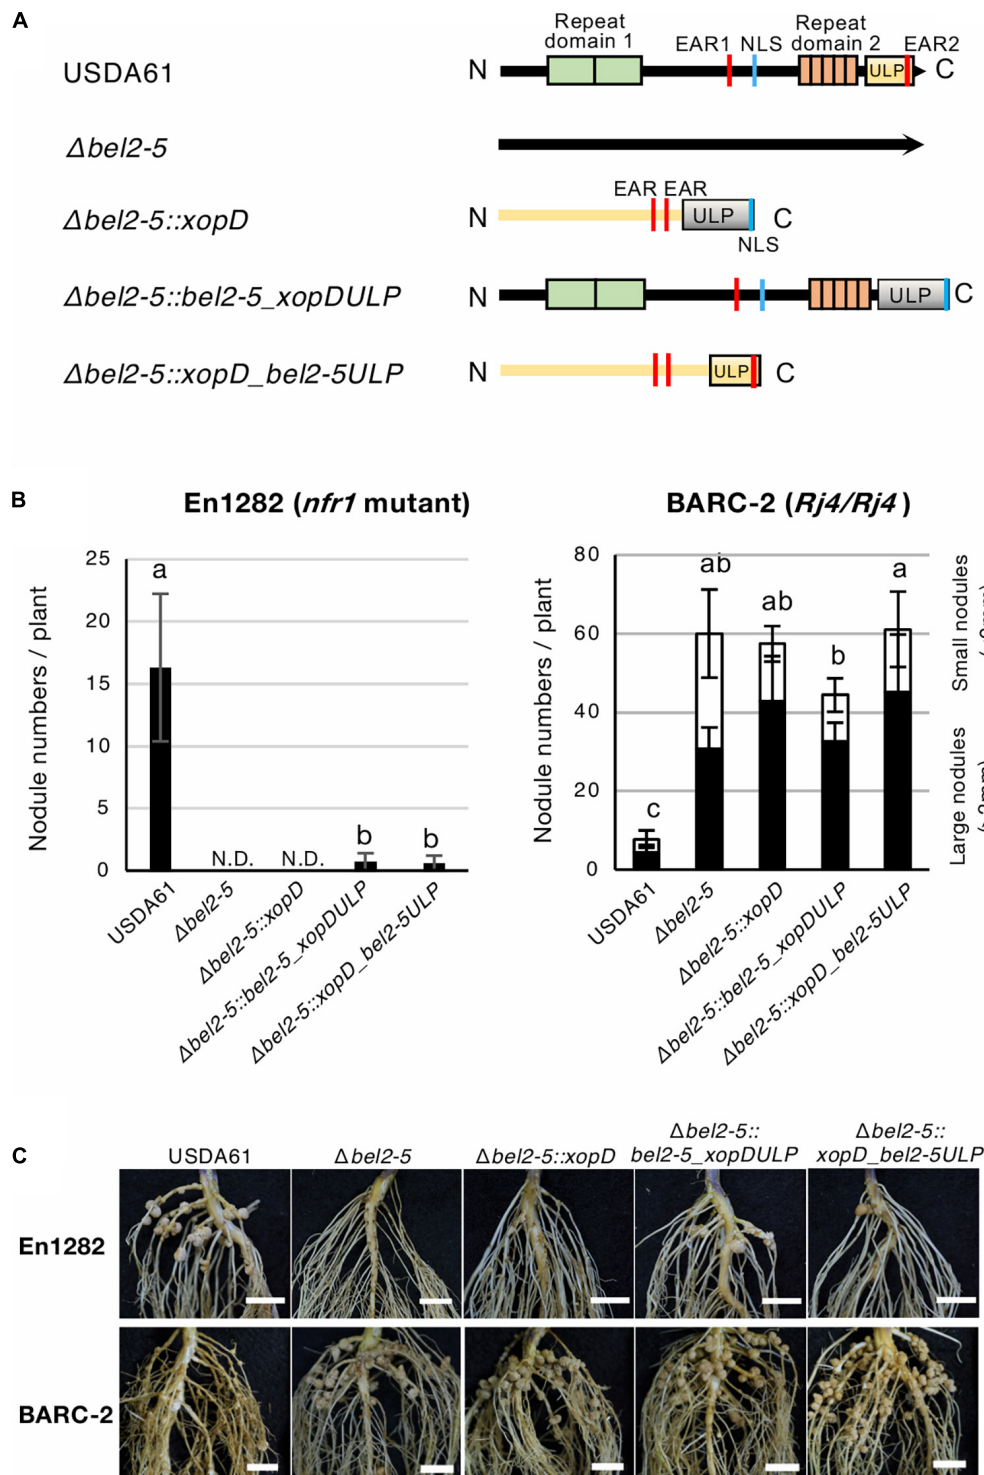 A
Repeat domain 1
EAR1
NLS
Repeat domain 2
EAR2
USDA61
N
ULP
C
Δbel2-5
Δbel2-5::xopD
N
EAR EAR
ULP
C
NLS
Δbel2-5::bel2-5_xopDULP
N
ULP
C
Δbel2-5::xopD_bel2-5ULP
N
ULP
C
B
En1282 (nfr1 mutant)
Nodule numbers / plant
25
20
15
10
5
0
a
N.D.
N.D.
b
b
USDA61
Δbel2-5
Δbel2-5::xopD
Δbel2-5::bel2-5_xopDULP
Δbel2-5::xopD_bel2-5ULP
BARC-2 (Rj4/Rj4 )
Nodule numbers / plant
80
60
40
20
0
c
ab
ab
b
a
USDA61
Δbel2-5
Δbel2-5::xopD
Δbel2-5::bel2-5_xopDULP
Δbel2-5::xopD_bel2-5ULP
Small nodules
Large nodules
C
USDA61
Δbel2-5
Δbel2-5::xopD
Δbel2-5::
bel2-5_xopDULP
Δbel2-5::
xopD_bel2-5ULP
En1282
BARC-2